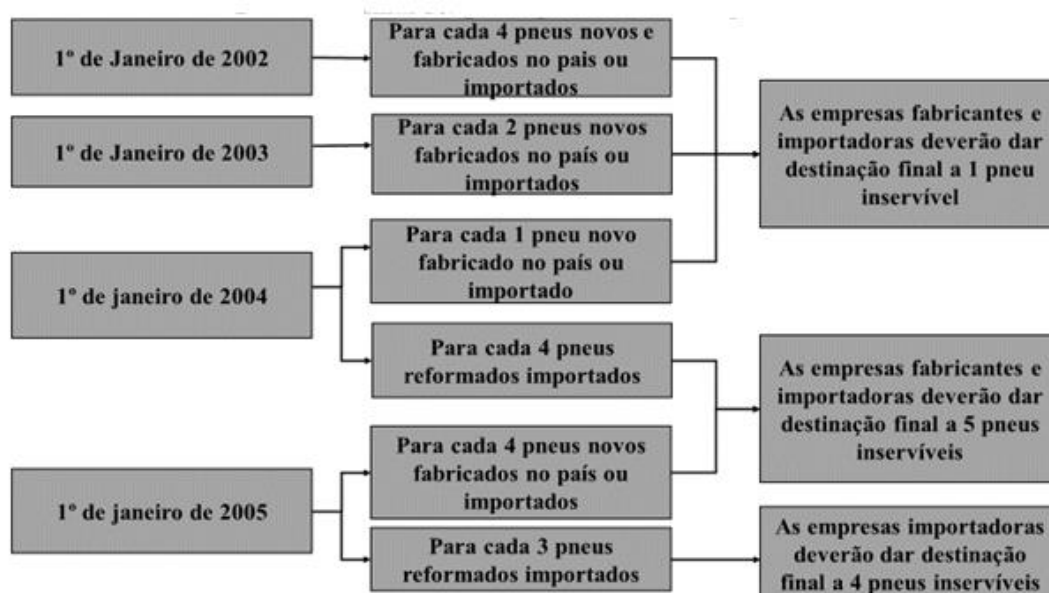 1º de Janeiro de 2002
Para cada 4 pneus novos e
fabricados no pais ou
importados
1º de Janeiro de 2003
Para cada 2 pneus novos
fabricados no país ou
importados
As empresas fabricantes e
importadoras deverão dar
destinação final a 1 pneu
inservível
1º de janeiro de 2004
Para cada 1 pneu novo
fabricado no país ou
importado
Para cada 4 pneus
reformados importados
As empresas fabricantes e
importadoras deverão dar
destinação final a 5 pneus
inservíveis
1º de janeiro de 2005
Para cada 4 pneus novos
fabricados no país ou
importados
Para cada 3 pneus
reformados importados
As empresas importadoras
deverão dar destinação
final a 4 pneus inservíveis